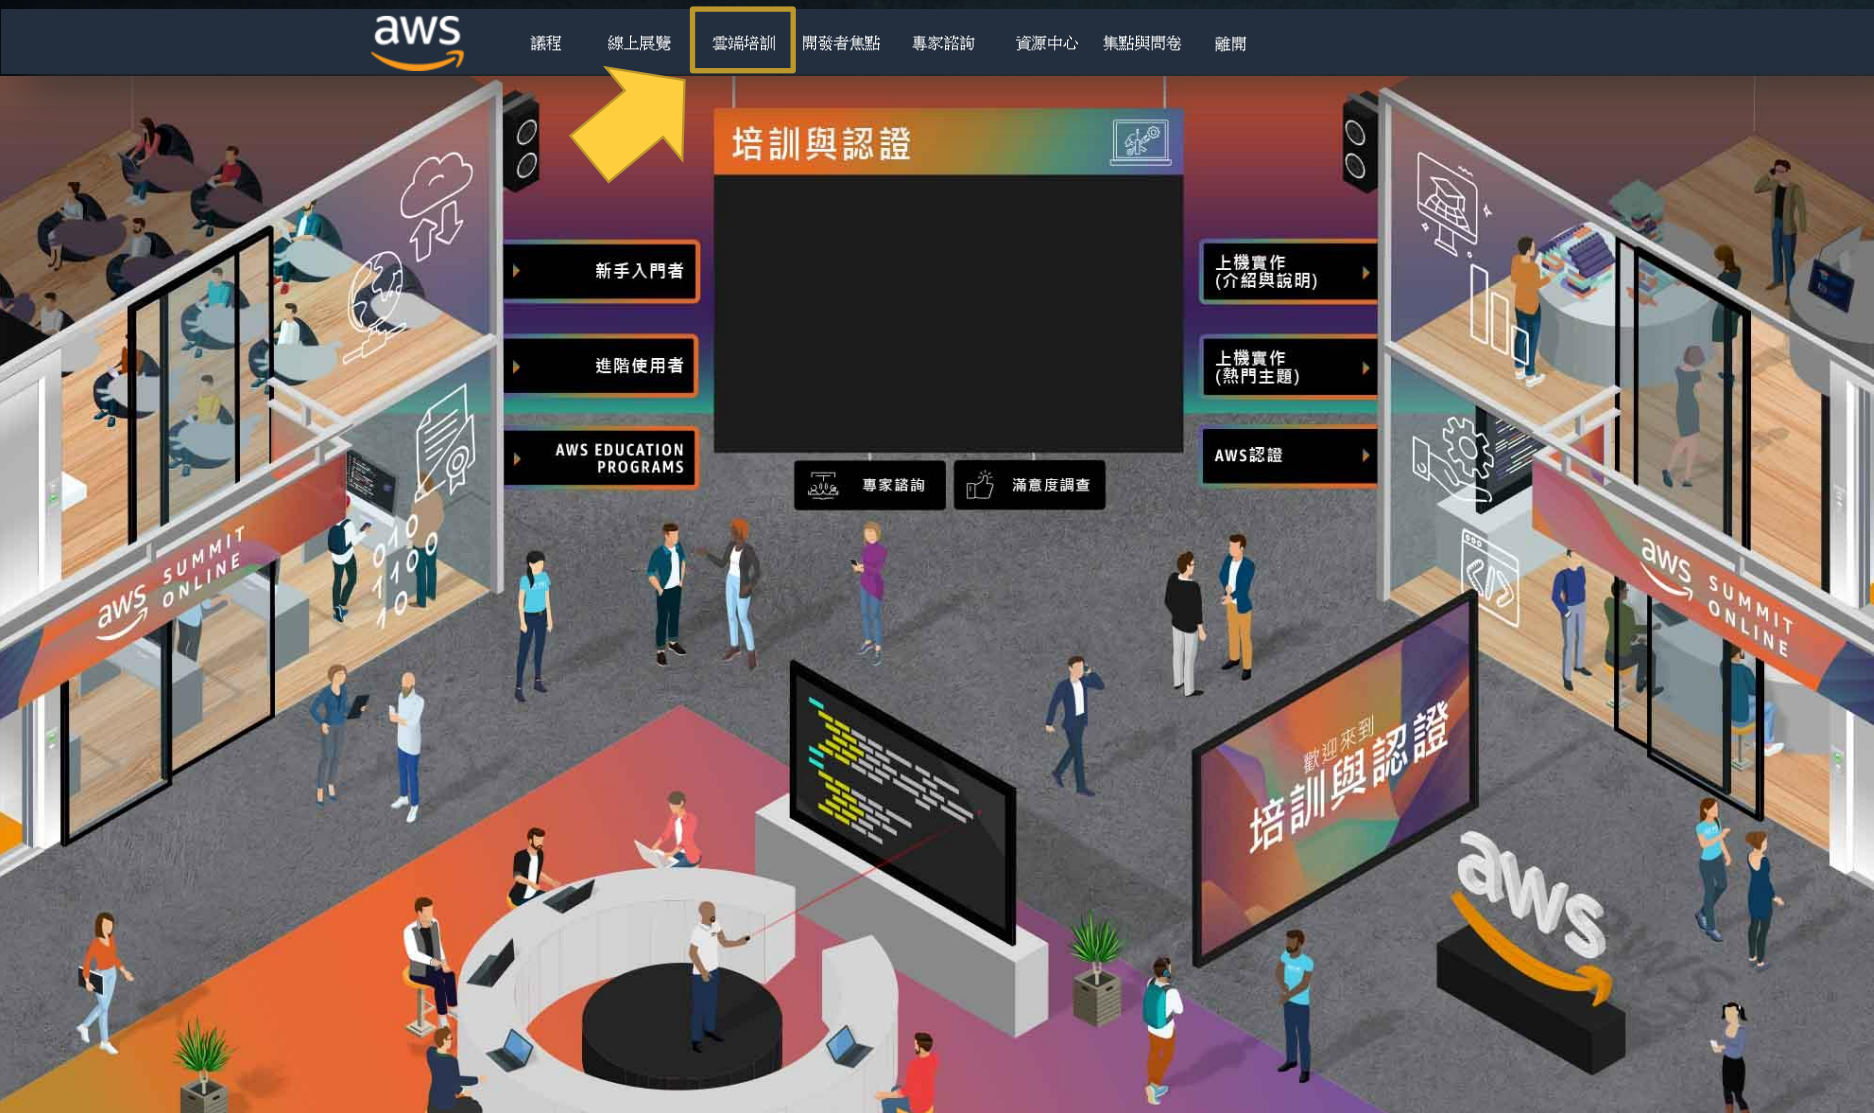 aws
議程 線上展覽 雲端培訓 開發者焦點 專家諮詢 資源中心 集點與問卷 離開
培訓與認證
新手入門者
進階使用者
AWS EDUCATION
PROGRAMS
上機實作
(介紹與說明)
上機實作
(熱門主題)
AWS認證
專家諮詢
滿意度調查
aws SUMMIT
ONLINE
010
100
110
10
aws SUMMIT
ONLINE
歡迎來到
培訓與認證
aws